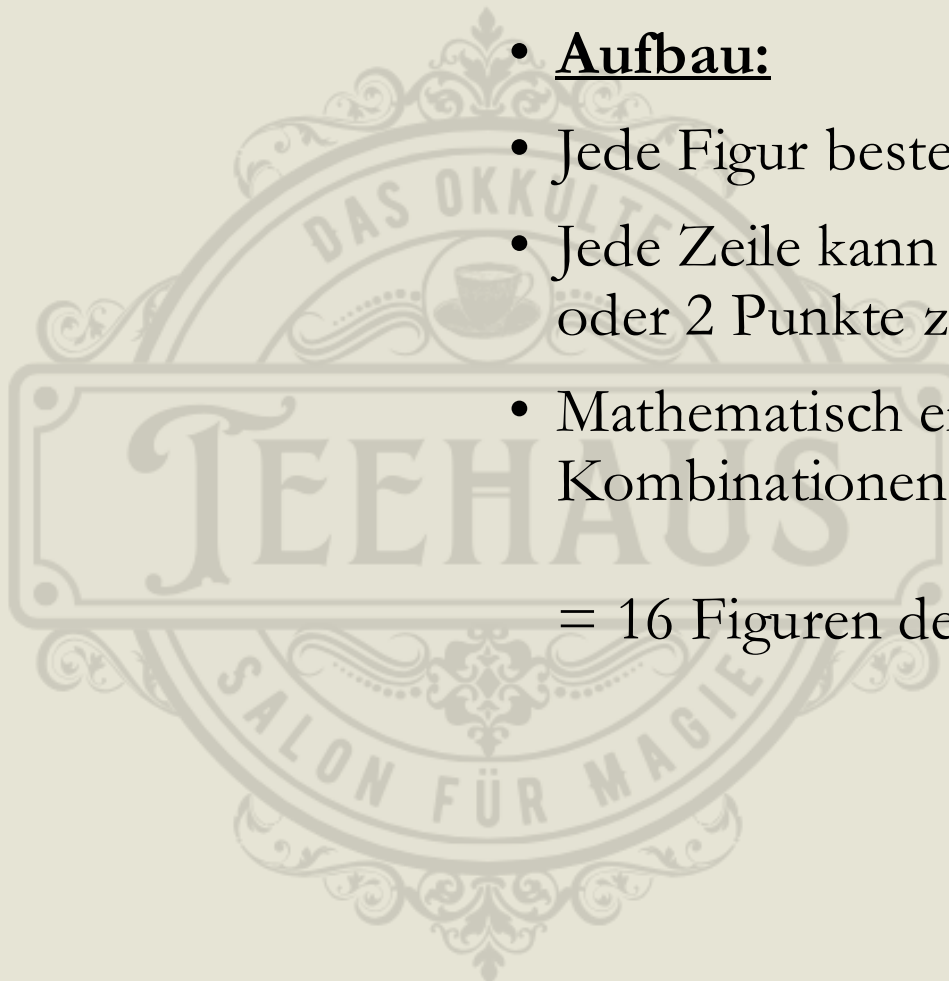 Aufbau:
Jede Figur beste
Jede Zeile kann
oder 2 Punkte z
Mathematisch e
Kombinationen
= 16 Figuren de
DAS OKKULTE
TEEHAUS
SALON FÜR MAGIE